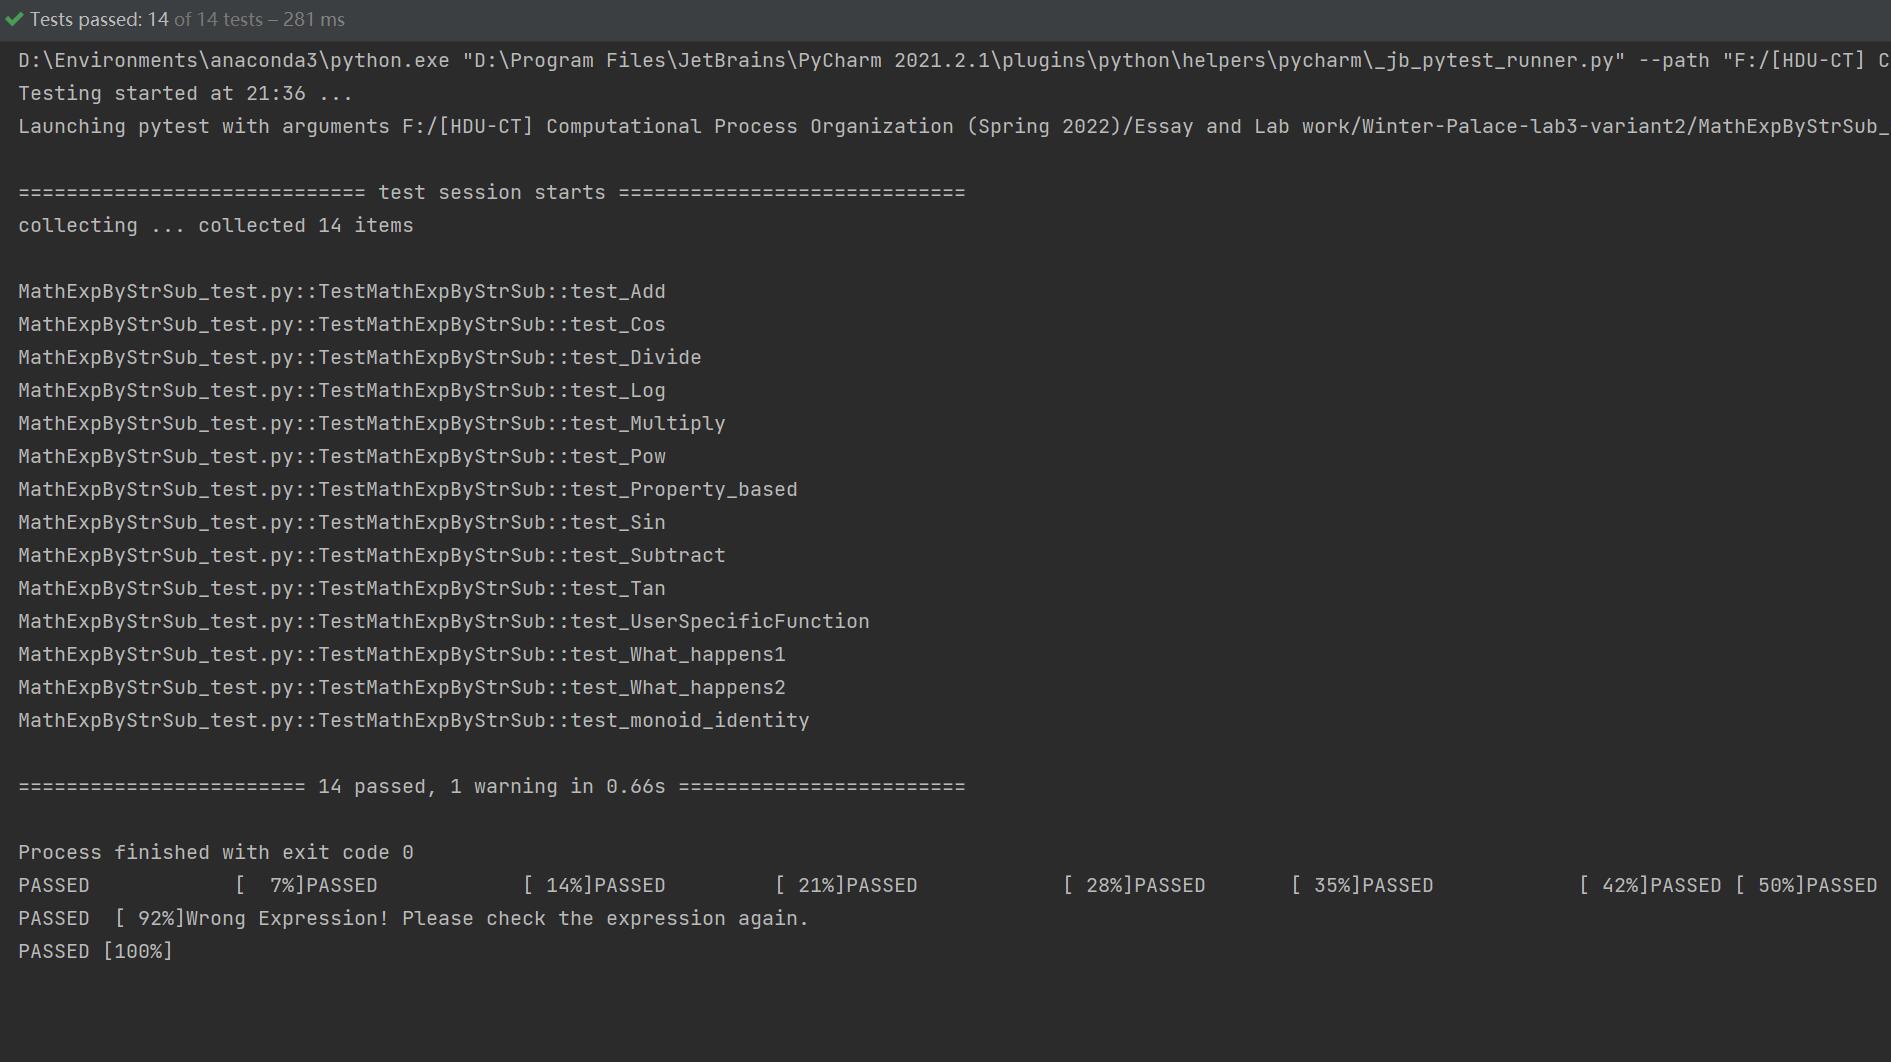 Tests passed: 14 of 14 tests – 281 ms
D:\Environments\anaconda3\python.exe "D:\Program Files\JetBrains\PyCharm 2021.2.1\plugins\python\helpers\pycharm\_jb_pytest_runner.py" --path "F:/[HDU-CT] C
Testing started at 21:36 ...
Launching pytest with arguments F:/[HDU-CT] Computational Process Organization (Spring 2022)/Essay and Lab work/Winter-Palace-lab3-variant2/MathExpByStrSub_
============================= test session starts =============================
collecting ... collected 14 items
MathExpByStrSub_test.py::TestMathExpByStrSub::test_Add
MathExpByStrSub_test.py::TestMathExpByStrSub::test_Cos
MathExpByStrSub_test.py::TestMathExpByStrSub::test_Divide
MathExpByStrSub_test.py::TestMathExpByStrSub::test_Log
MathExpByStrSub_test.py::TestMathExpByStrSub::test_Multiply
MathExpByStrSub_test.py::TestMathExpByStrSub::test_Pow
MathExpByStrSub_test.py::TestMathExpByStrSub::test_Property_based
MathExpByStrSub_test.py::TestMathExpByStrSub::test_Sin
MathExpByStrSub_test.py::TestMathExpByStrSub::test_Subtract
MathExpByStrSub_test.py::TestMathExpByStrSub::test_Tan
MathExpByStrSub_test.py::TestMathExpByStrSub::test_UserSpecificFunction
MathExpByStrSub_test.py::TestMathExpByStrSub::test_What_happens1
MathExpByStrSub_test.py::TestMathExpByStrSub::test_What_happens2
MathExpByStrSub_test.py::TestMathExpByStrSub::test_monoid_identity
======================== 14 passed, 1 warning in 0.66s ========================
Process finished with exit code 0
PASSED            [  7%]PASSED            [ 14%]PASSED         [ 21%]PASSED            [ 28%]PASSED       [ 35%]PASSED            [ 42%]PASSED [ 50%]PASSED
PASSED  [ 92%]Wrong Expression! Please check the expression again.
PASSED [100%]